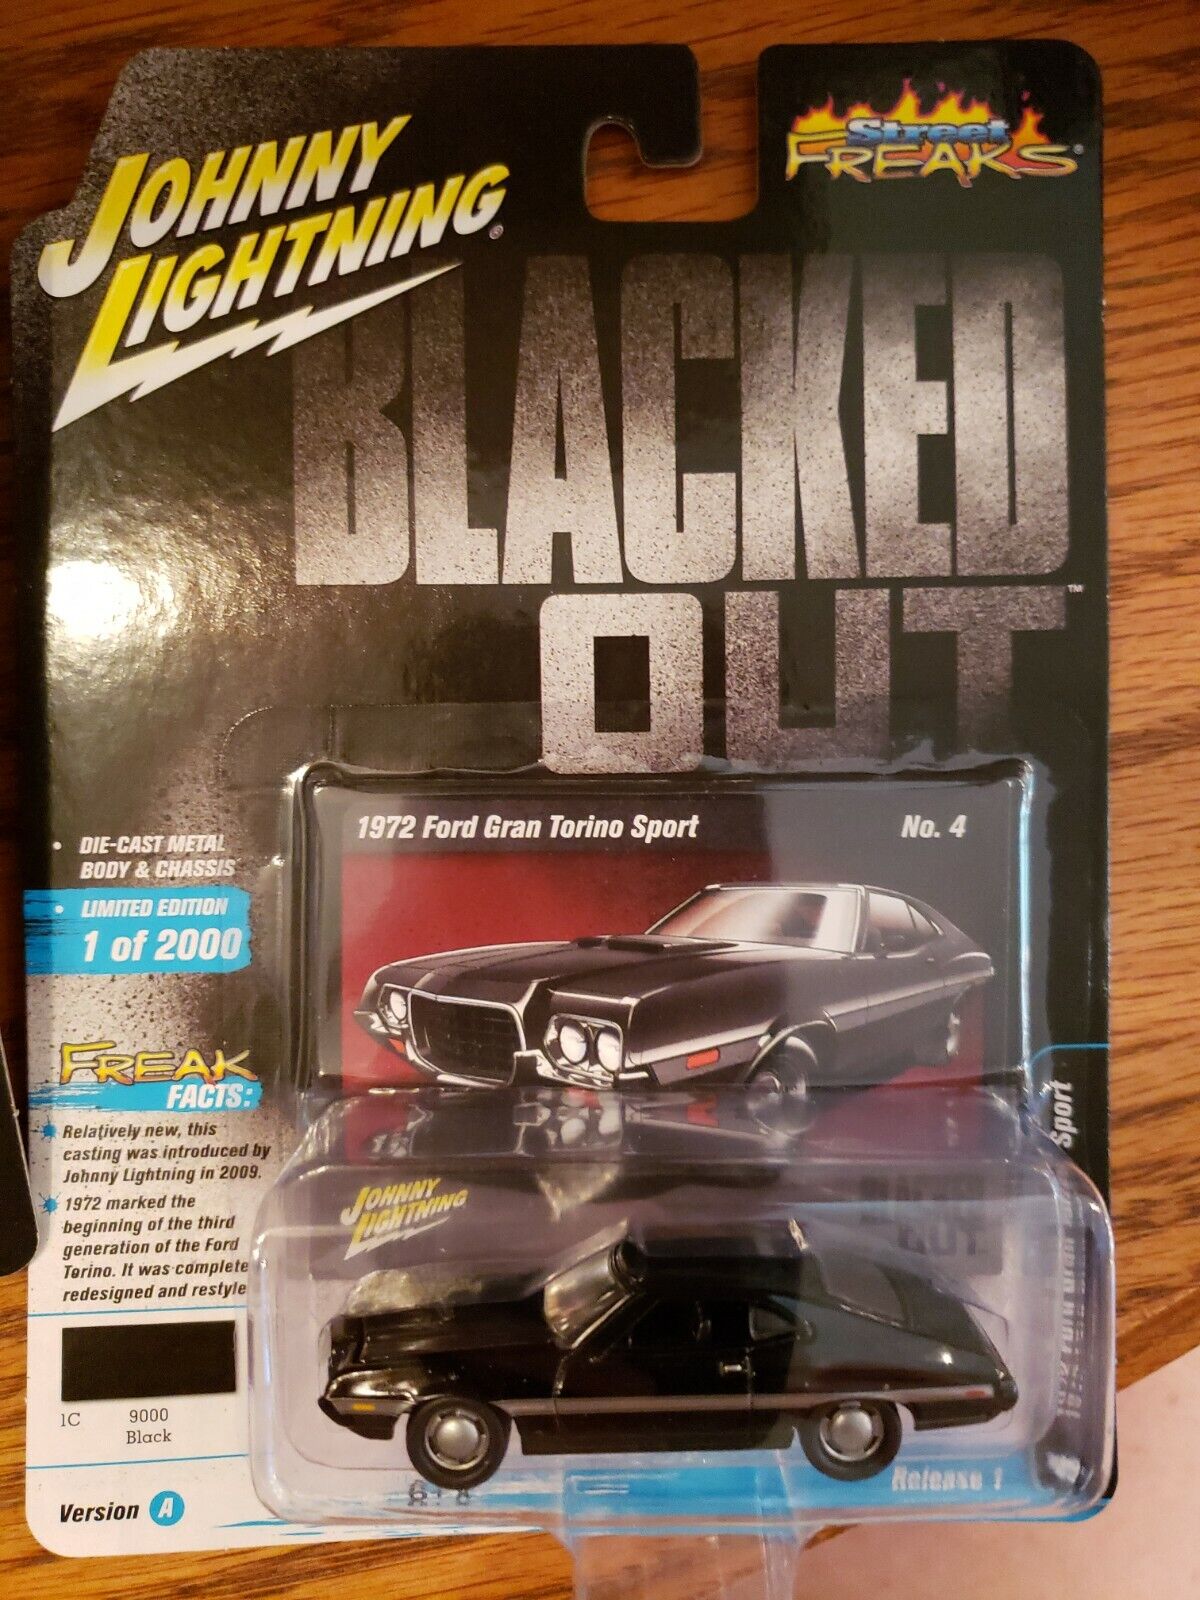 Street
FREAKS®
JOHNNY
LIGHTNING®
BLACKED
OUT™
1972 Ford Gran Torino Sport No. 4
• DIE-CAST METAL
BODY & CHASSIS
• LIMITED EDITION
1 of 2000
FREAK
FACTS:
Relatively new, this
casting was introduced by
Johnny Lightning in 2009.
1972 marked the
beginning of the third
generation of the Ford
Torino. It was complete
redesigned and restyle
Sport
JOHNNY
LIGHTNING
1C 9000
Black
Version A
Release 1